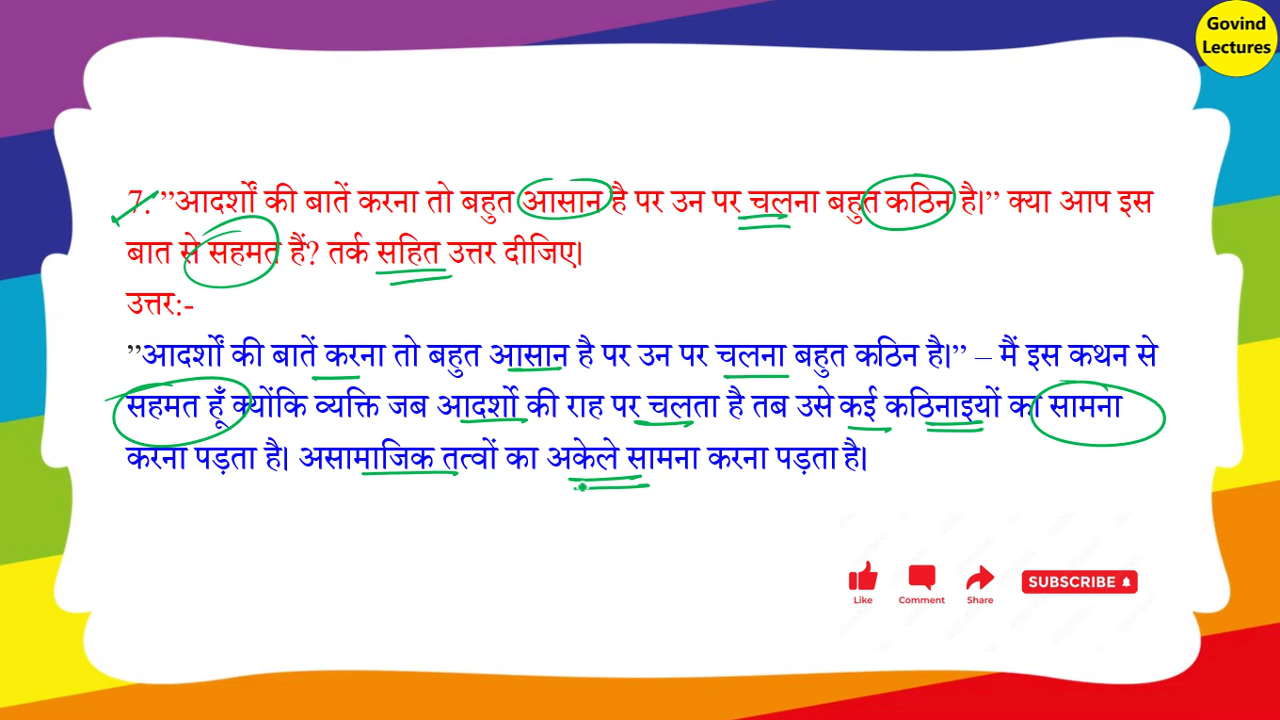 Govind
Lectures
7. ”आदर्शों की बातें करना तो बहुत आसान है पर उन पर चलना बहुत कठिन है।” क्या आप इस
बात से सहमत हैं? तर्क सहित उत्तर दीजिए।
उत्तर:-
”आदर्शों की बातें करना तो बहुत आसान है पर उन पर चलना बहुत कठिन है।” – मैं इस कथन से
सहमत हूँ क्योंकि व्यक्ति जब आदर्शो की राह पर चलता है तब उसे कई कठिनाइयों का सामना
करना पड़ता है। असामाजिक तत्वों का अकेले सामना करना पड़ता है।
Like Comment Share SUBSCRIBE